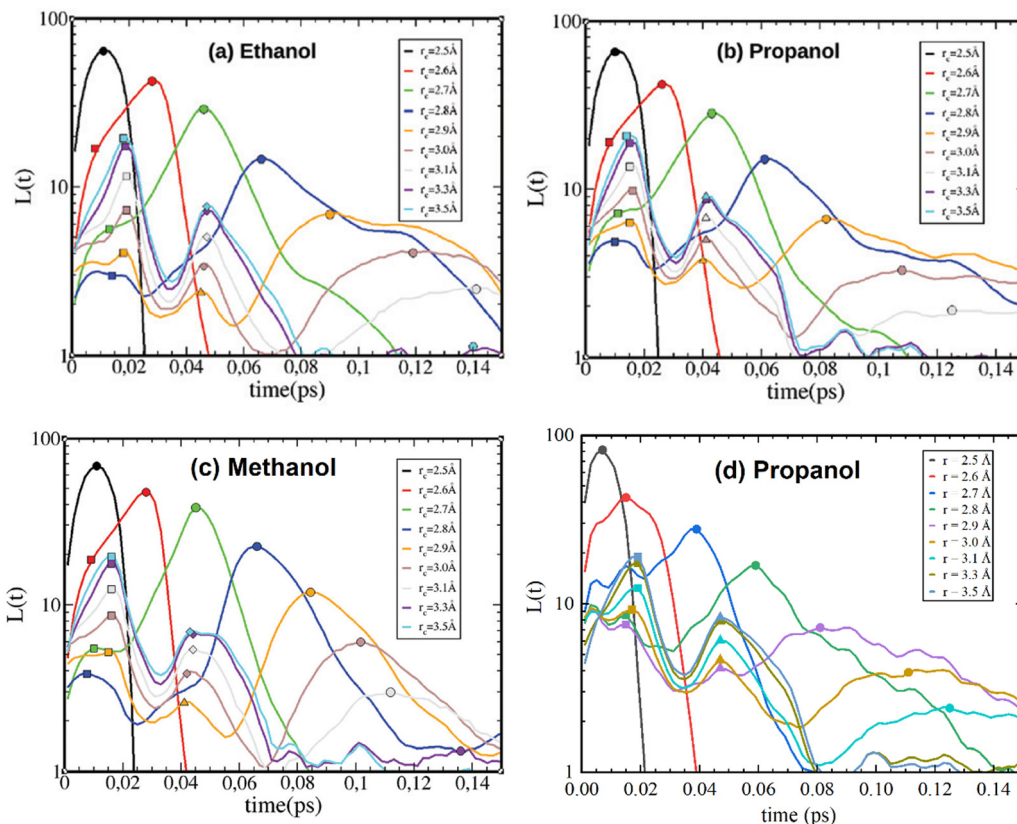 100
(a) Ethanol
r_c=2.5Å
r_c=2.6Å
r_c=2.7Å
r_c=2.8Å
r_c=2.9Å
r_c=3.0Å
r_c=3.1Å
r_c=3.3Å
r_c=3.5Å
L(t)
10
1
0 0,02 0,04 0,06 0,08 0,1 0,12 0,14
time(ps)
100
(b) Propanol
r_c=2.5Å
r_c=2.6Å
r_c=2.7Å
r_c=2.8Å
r_c=2.9Å
r_c=3.0Å
r_c=3.1Å
r_c=3.3Å
r_c=3.5Å
L(t)
10
1
0 0,02 0,04 0,06 0,08 0,1 0,12 0,14
time(ps)
100
(c) Methanol
r_c=2.5Å
r_c=2.6Å
r_c=2.7Å
r_c=2.8Å
r_c=2.9Å
r_c=3.0Å
r_c=3.1Å
r_c=3.3Å
r_c=3.5Å
L(t)
10
1
0 0,02 0,04 0,06 0,08 0,1 0,12 0,14
time(ps)
100
(d) Propanol
r – 2.5 Å
r = 2.6 Å
r = 2.7 Å
r – 2.8 Å
r = 2.9 Å
r = 3.0 Å
r – 3.1 Å
r = 3.3 Å
r – 3.5 Å
L(t)
10
1
0.00 0.02 0.04 0.06 0.08 0.10 0.12 0.14
time (ps)